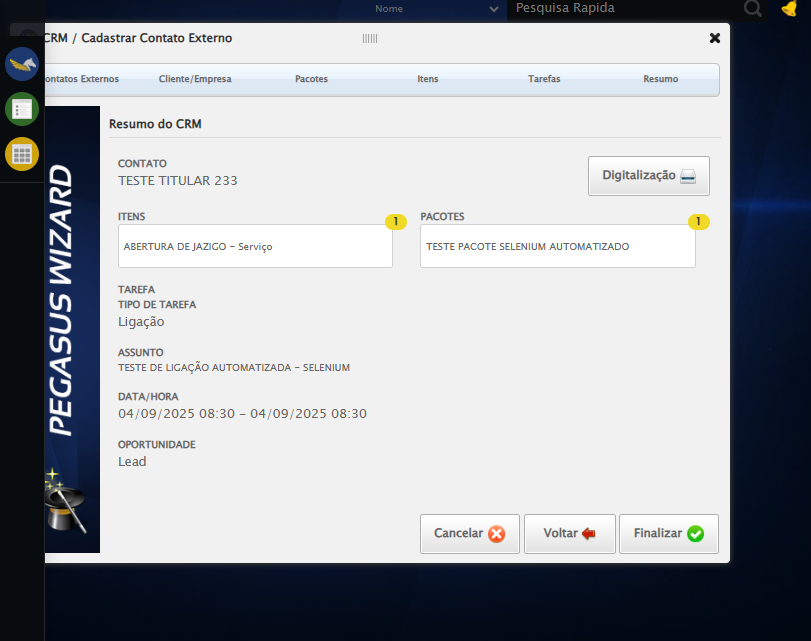 Nome
Pesquisa Rapida
CRM / Cadastrar Contato Externo
ontatos Externos
Cliente/Empresa
Pacotes
Itens
Tarefas
Resumo
PEGASUS WIZARD
Resumo do CRM
CONTATO
TESTE TITULAR 233
Digitalização
ITENS
1
ABERTURA DE JAZIGO - Serviço
PACOTES
1
TESTE PACOTE SELENIUM AUTOMATIZADO
TAREFA
TIPO DE TAREFA
Ligação
ASSUNTO
TESTE DE LIGAÇÃO AUTOMATIZADA - SELENIUM
DATA/HORA
04/09/2025 08:30 - 04/09/2025 08:30
OPORTUNIDADE
Lead
Cancelar
Voltar
Finalizar